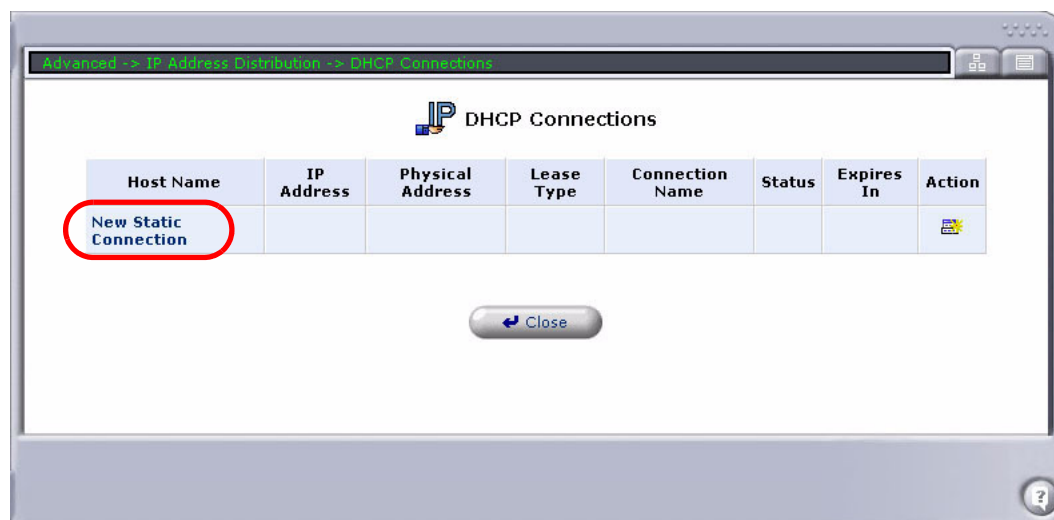 Advanced -> IP Address Distribution -> DHCP Connections
IP DHCP Connections
Host Name IP Address Physical Address Lease Type Connection Name Status Expires In Action
New Static
Connection
Close
?